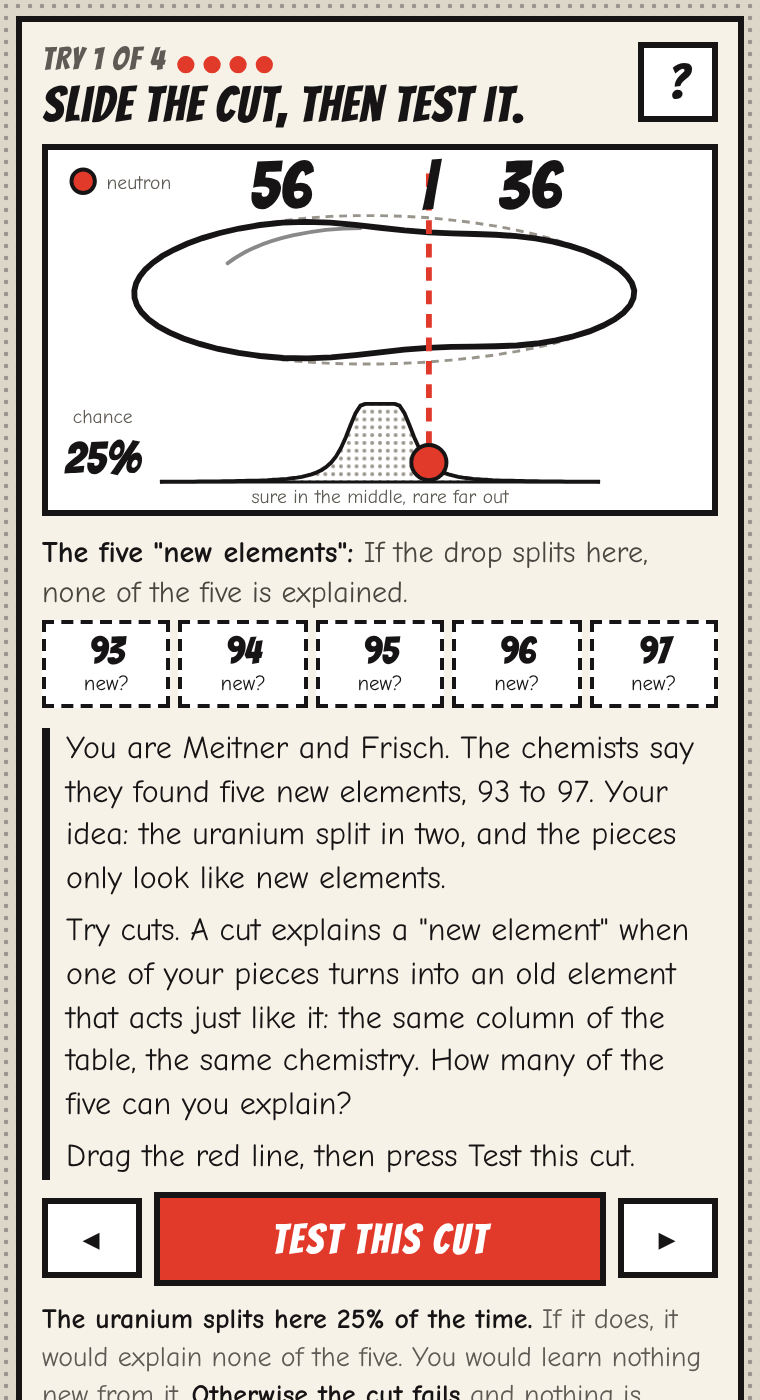 TRY 1 OF 4
SLIDE THE CUT, THEN TEST IT.
?
neutron
56 / 36
chance
25%
sure in the middle, rare far out
The five "new elements": If the drop splits here,
none of the five is explained.
93 94 95 96 97
new? new? new? new? new?
You are Meitner and Frisch. The chemists say
they found five new elements, 93 to 97. Your
idea: the uranium split in two, and the pieces
only look like new elements.
Try cuts. A cut explains a "new element" when
one of your pieces turns into an old element
that acts just like it: the same column of the
table, the same chemistry. How many of the
five can you explain?
Drag the red line, then press Test this cut.
◄ TEST THIS CUT ►
The uranium splits here 25% of the time. If it does, it
would explain none of the five. You would learn nothing
new from it. Otherwise the cut fails and nothing is